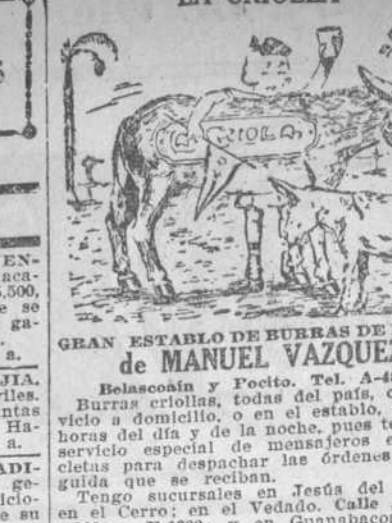 LA CRIOLLA
LA CRIOLLA
GRAN ESTABLO DE BURRAS DE
de MANUEL VAZQUEZ
Belascoaín y Pocito. Tel. A-4
Burras criollas, todas del país,
vicio a domicilio, o en el establo,
horas del día y de la noche, pues
servicio especial de mensajeros
cletas para despachar las órdenes
guida que se reciban.
Tengo sucursales en Jesús del
en el Cerro; en el Vedado. Calle
y en
EN-
aca-
,500,
e se
ga-
a.
JIA.
riles.
ntas
Ha-
a.
ADI-
ge-
icio-
e su